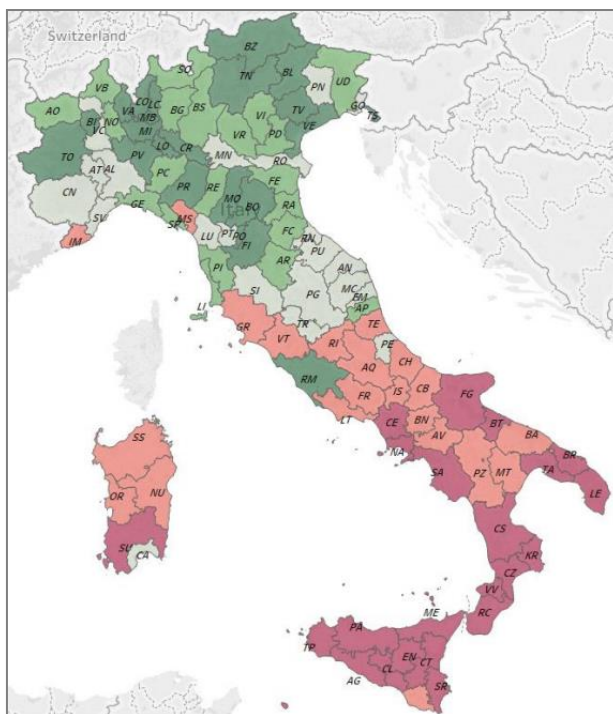 Switzerland
BZ
SO
VB
TN
BL
UD
PN
AO
VA
CO
LC
BG
BS
TV
GO
TS
BI
NO
MB
VI
VC
MI
VR
PD
VE
TO
LO
CR
PV
MN
RO
AT
AL
PC
PR
RE
FE
CN
MO
GE
Ital
BO
RA
SV
SP
MS
FC
IM
LU
PT
PO
FI
RN
PU
PI
AR
AN
LI
SI
MC
PG
FM
AP
GR
TR
TE
VT
RI
PE
AQ
CH
RM
FR
IS
CB
FG
LT
CE
BN
BT
BA
NA
AV
SS
SA
PZ
MT
TA
BR
LE
OR
NU
CS
SU
CA
KR
CZ
VV
ME
RC
TP
PA
EN
CT
AG
CL
SR